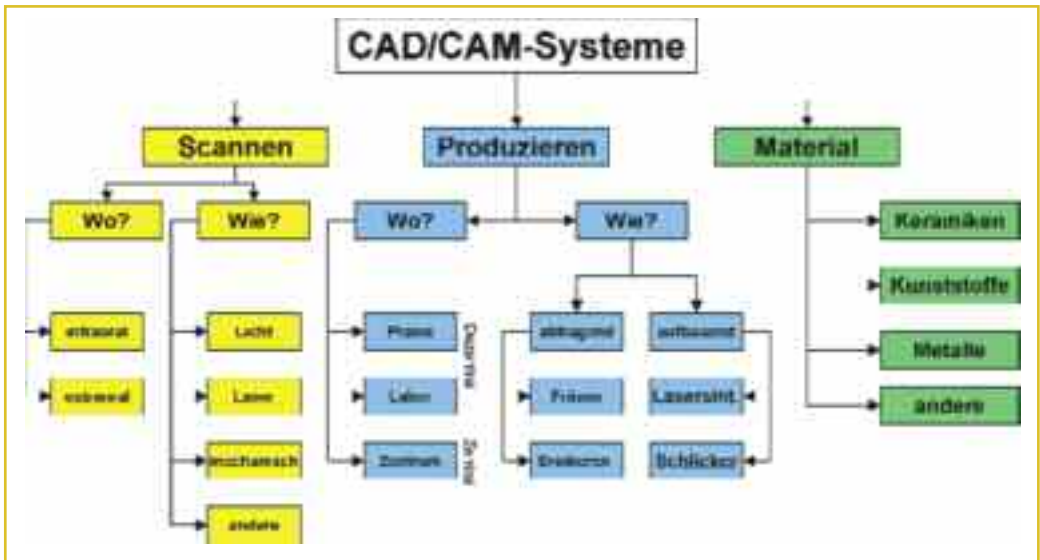 CAD/CAM-Systeme
Scannen
Produzieren
Material
Wo?
Wie?
Wo?
Wie?
Keramiken
Kunststoffe
intraoral
Licht
Praxis
abtragend
aufbauend
Metalle
extraoral
Laser
Labor
Fräsen
Lasersint.
andere
mechanisch
Zentrum
Erodieren
Schlicker
andere